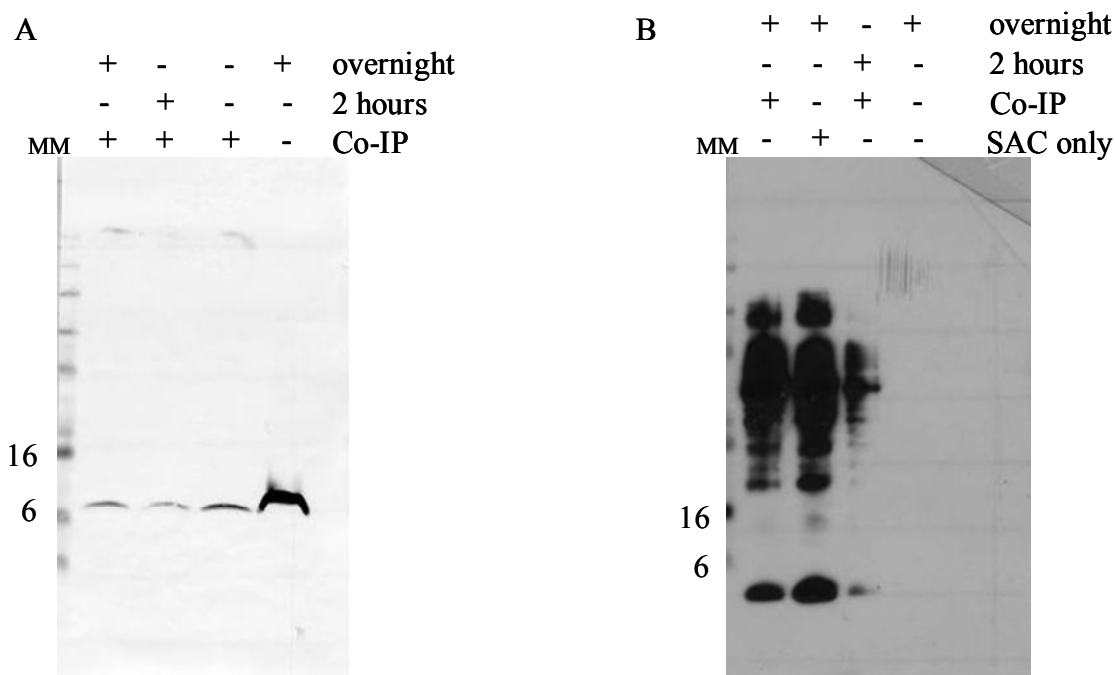 A
+ - - + overnight
- + - - 2 hours
MM + + + - Co-IP
16
6
B
+ + - + overnight
- - + - 2 hours
+ - + - Co-IP
MM - + - - SAC only
16
6